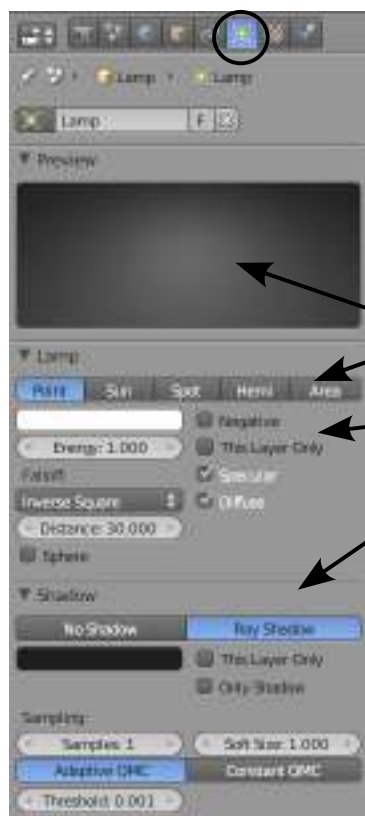 Lamp Lamp
Lamp F
Preview
Lamp
Point Sun Spot Hemi Area
Negative
Energy: 1.000 This Layer Only
Falloff: Specular
Inverse Square Diffuse
Distance: 30.000
Sphere
Shadow
No Shadow Ray Shadow
This Layer Only
Only Shadow
Sampling:
Samples: 1 Soft Size: 1.000
Adaptive QMC Constant QMC
Threshold: 0.001